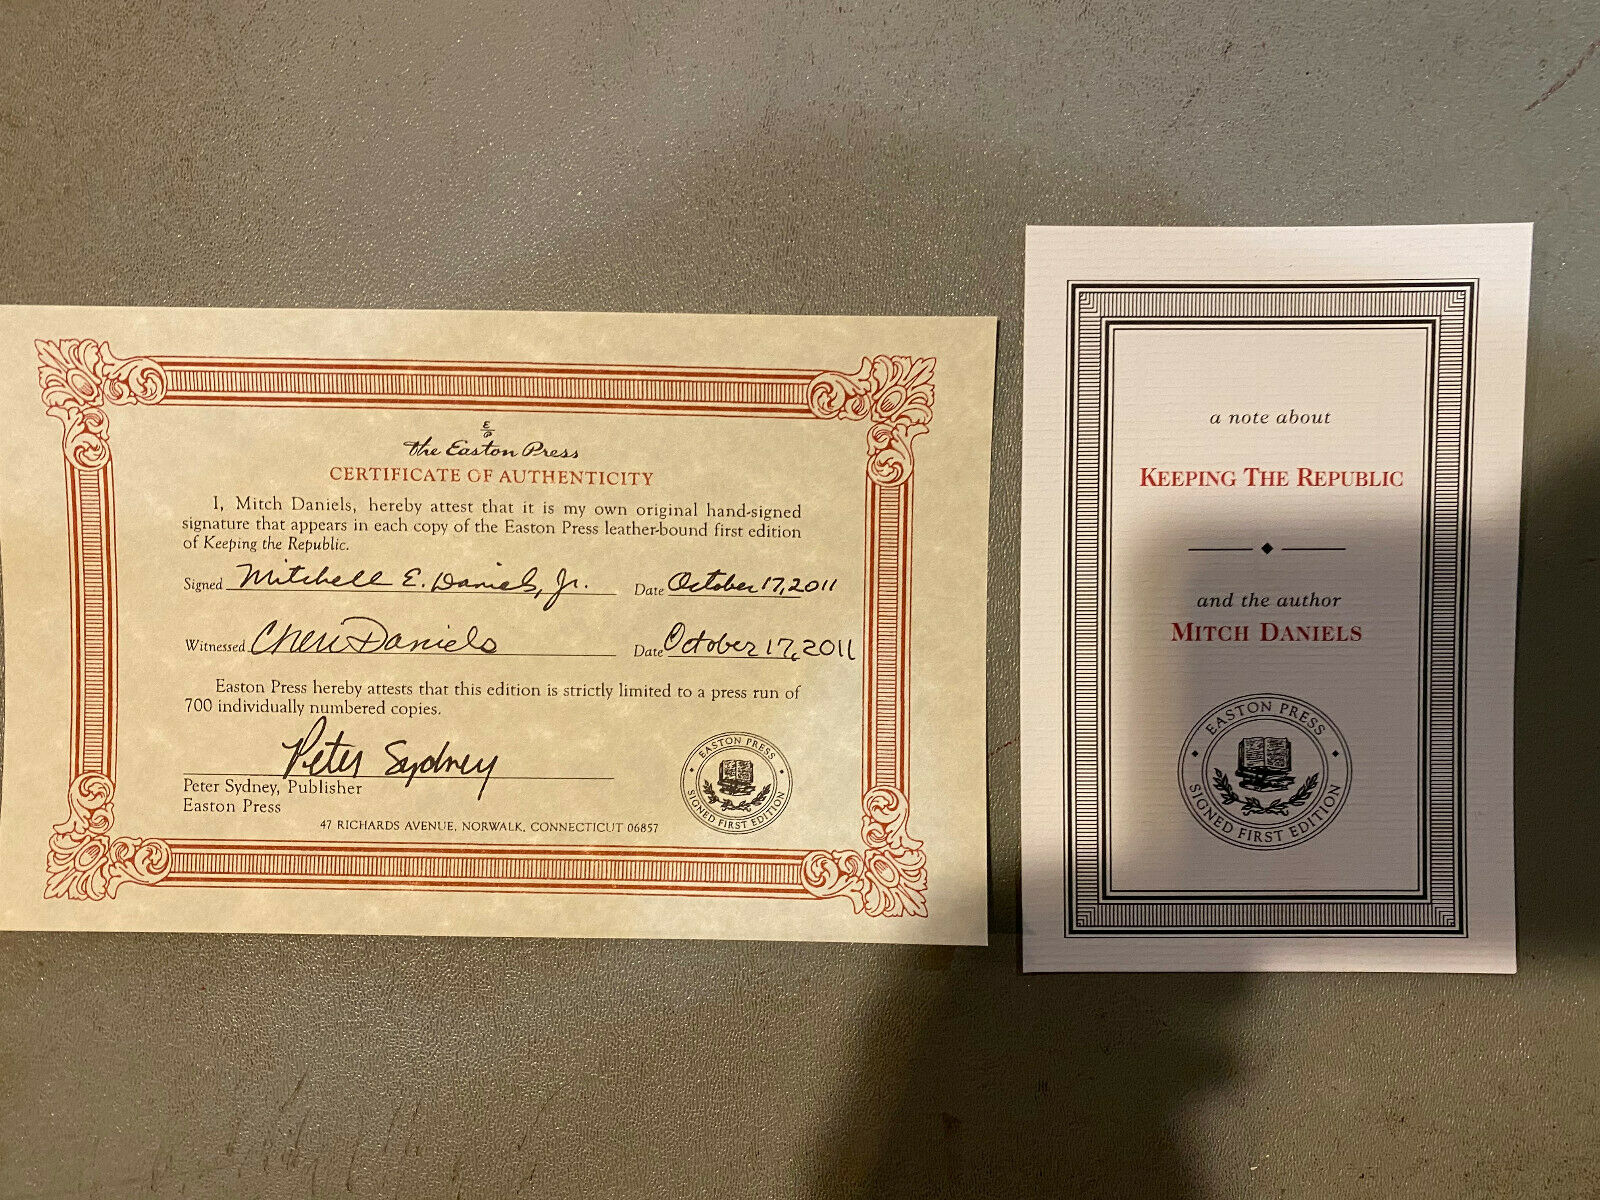 E/P
the Easton Press
CERTIFICATE OF AUTHENTICITY
I, Mitch Daniels, hereby attest that it is my own original hand-signed
signature that appears in each copy of the Easton Press leather-bound first edition
of Keeping the Republic.
Signed Mitchell E. Daniels, Jr. Date October 17, 2011
Witnessed Cheri Daniels Date October 17, 2011
Easton Press hereby attests that this edition is strictly limited to a press run of
700 individually numbered copies.
Peter Sydney
Peter Sydney, Publisher
Easton Press
47 RICHARDS AVENUE, NORWALK, CONNECTICUT 06857
EASTON PRESS
SIGNED FIRST EDITION
a note about
KEEPING THE REPUBLIC
and the author
MITCH DANIELS
EASTON PRESS
SIGNED FIRST EDITION